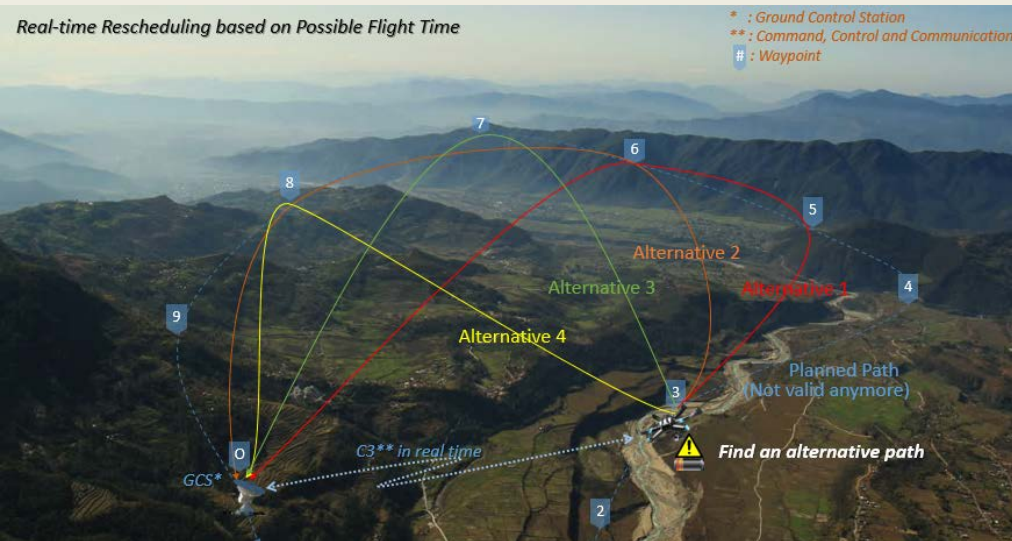 Real-time Rescheduling based on Possible Flight Time
* : Ground Control Station
** : Command, Control and Communication
# : Waypoint
7
6
8
5
Alternative 2
4
Alternative 3
Alternative 1
9
Alternative 4
Planned Path
(Not valid anymore)
3
O
C3** in real time
Find an alternative path
GCS*
2